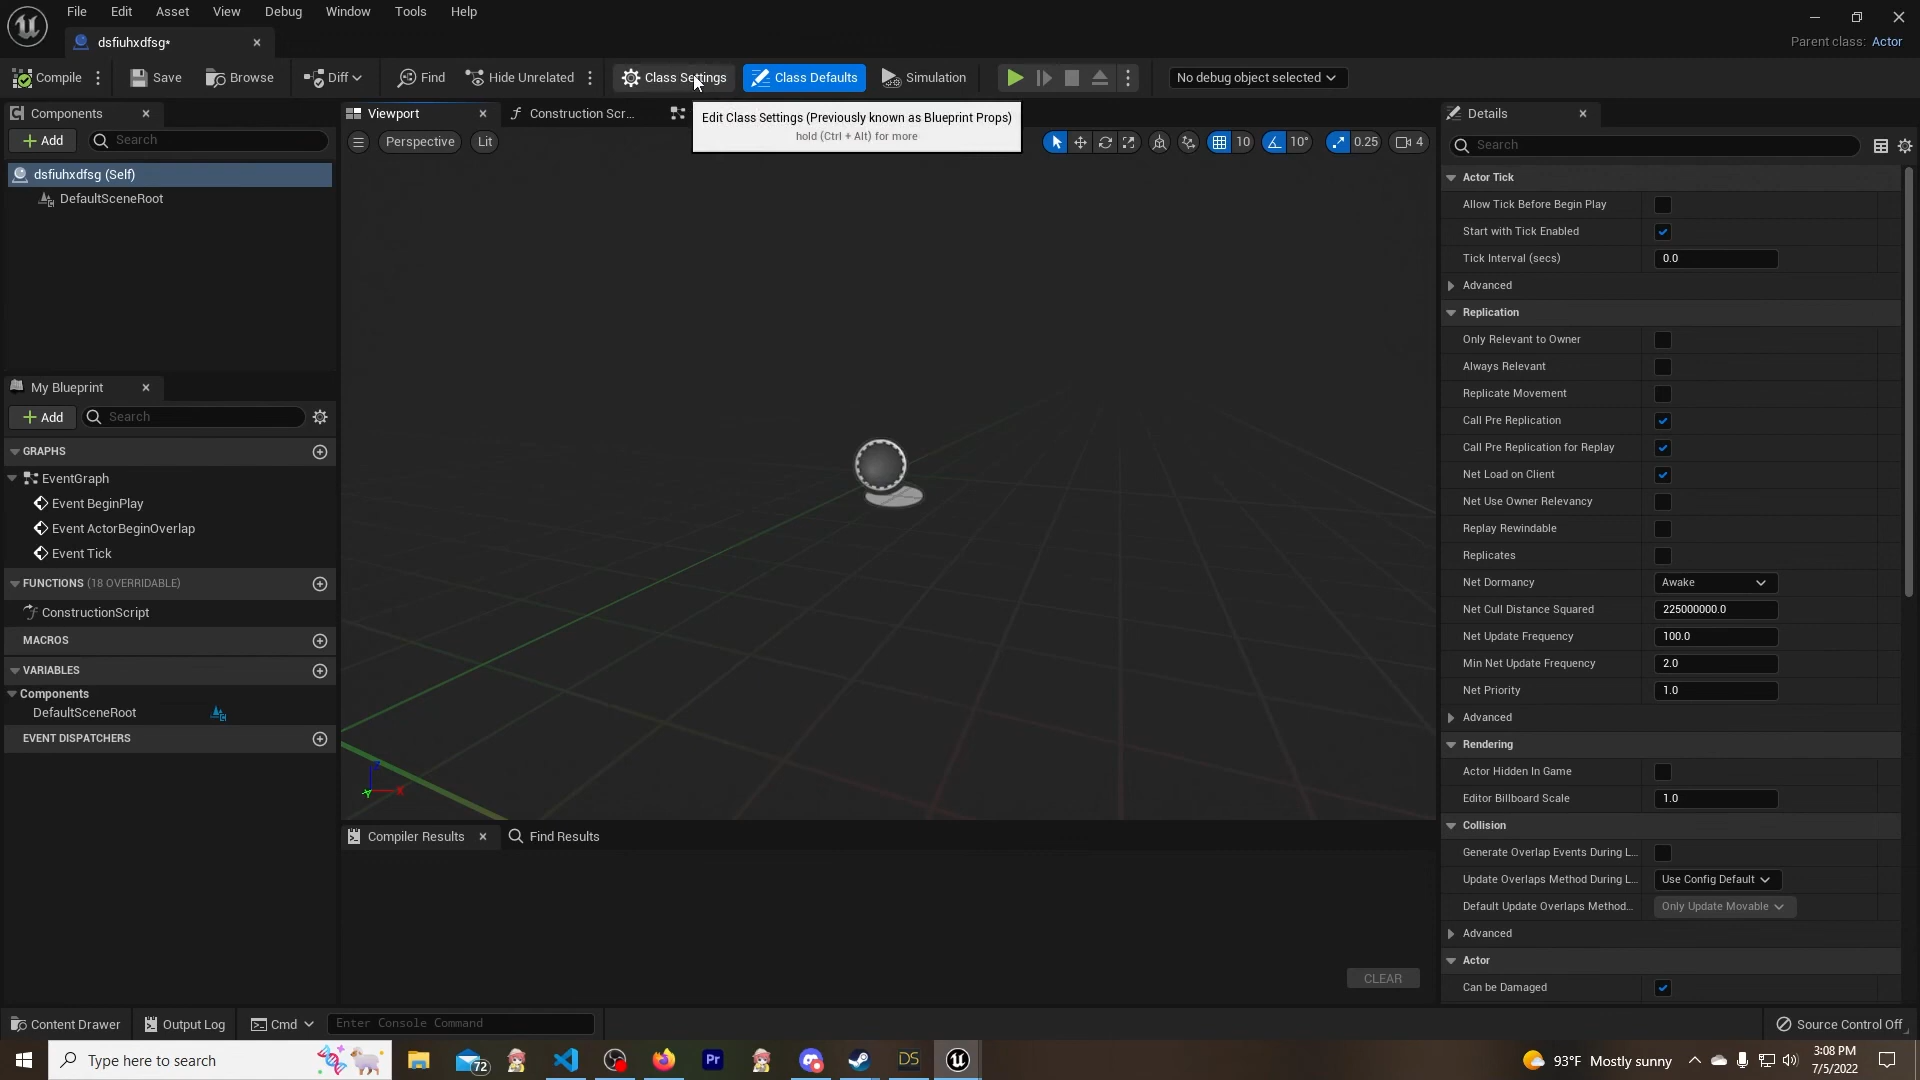 File Edit Asset View Debug Window Tools Help
dsfiuhxdfsg*
Parent class: Actor
Compile Save Browse Diff Find Hide Unrelated Class Settings Class Defaults Simulation No debug object selected
Components
Viewport
Construction Scr...
Details
Edit Class Settings (Previously known as Blueprint Props)
hold (Ctrl + Alt) for more
Add Search
Perspective Lit
10 10° 0.25 4
Search
dsfiuhxdfsg (Self)
DefaultSceneRoot
My Blueprint
Add Search
GRAPHS
EventGraph
Event BeginPlay
Event ActorBeginOverlap
Event Tick
FUNCTIONS (18 OVERRIDABLE)
ConstructionScript
MACROS
VARIABLES
Components
DefaultSceneRoot
EVENT DISPATCHERS
Z
X
Y
Compiler Results
Find Results
CLEAR
Actor Tick
Allow Tick Before Begin Play
Start with Tick Enabled
Tick Interval (secs) 0.0
Advanced
Replication
Only Relevant to Owner
Always Relevant
Replicate Movement
Call Pre Replication
Call Pre Replication for Replay
Net Load on Client
Net Use Owner Relevancy
Replay Rewindable
Replicates
Net Dormancy Awake
Net Cull Distance Squared 225000000.0
Net Update Frequency 100.0
Min Net Update Frequency 2.0
Net Priority 1.0
Advanced
Rendering
Actor Hidden In Game
Editor Billboard Scale 1.0
Collision
Generate Overlap Events During L...
Update Overlaps Method During L... Use Config Default
Default Update Overlaps Method... Only Update Movable
Advanced
Actor
Can be Damaged
Content Drawer Output Log Cmd Enter Console Command Source Control Off
Type here to search
72
Pr
DS
93°F Mostly sunny
3:08 PM
7/5/2022